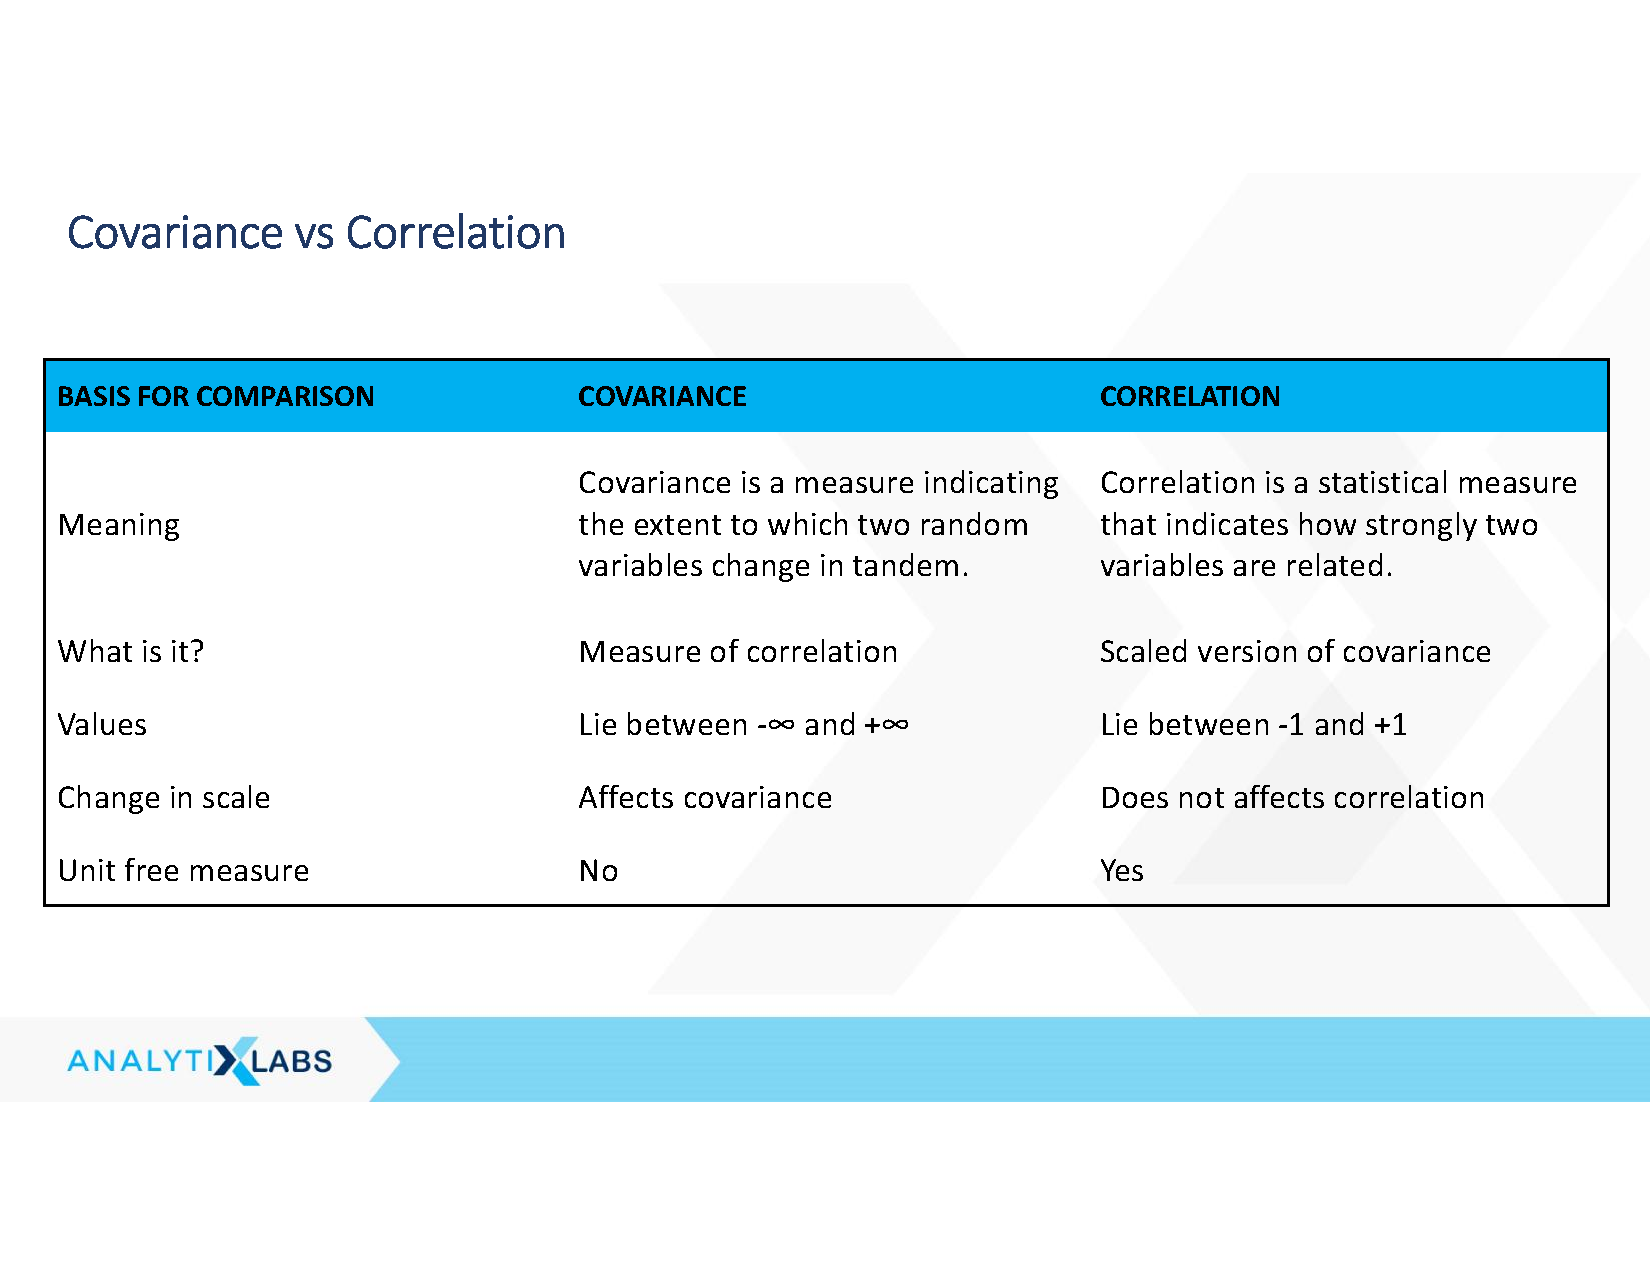 Covariance vs Correlation
BASIS FOR COMPARISON COVARIANCE CORRELATION
Meaning
Covariance is a measure indicating
the extent to which two random
variables change in tandem.
Correlation is a statistical measure
that indicates how strongly two
variables are related.
What is it? Measure of correlation Scaled version of covariance
Values Lie between -∞ and +∞ Lie between -1 and +1
Change in scale Affects covariance Does not affects correlation
Unit free measure No Yes
ANALYTIXLABS